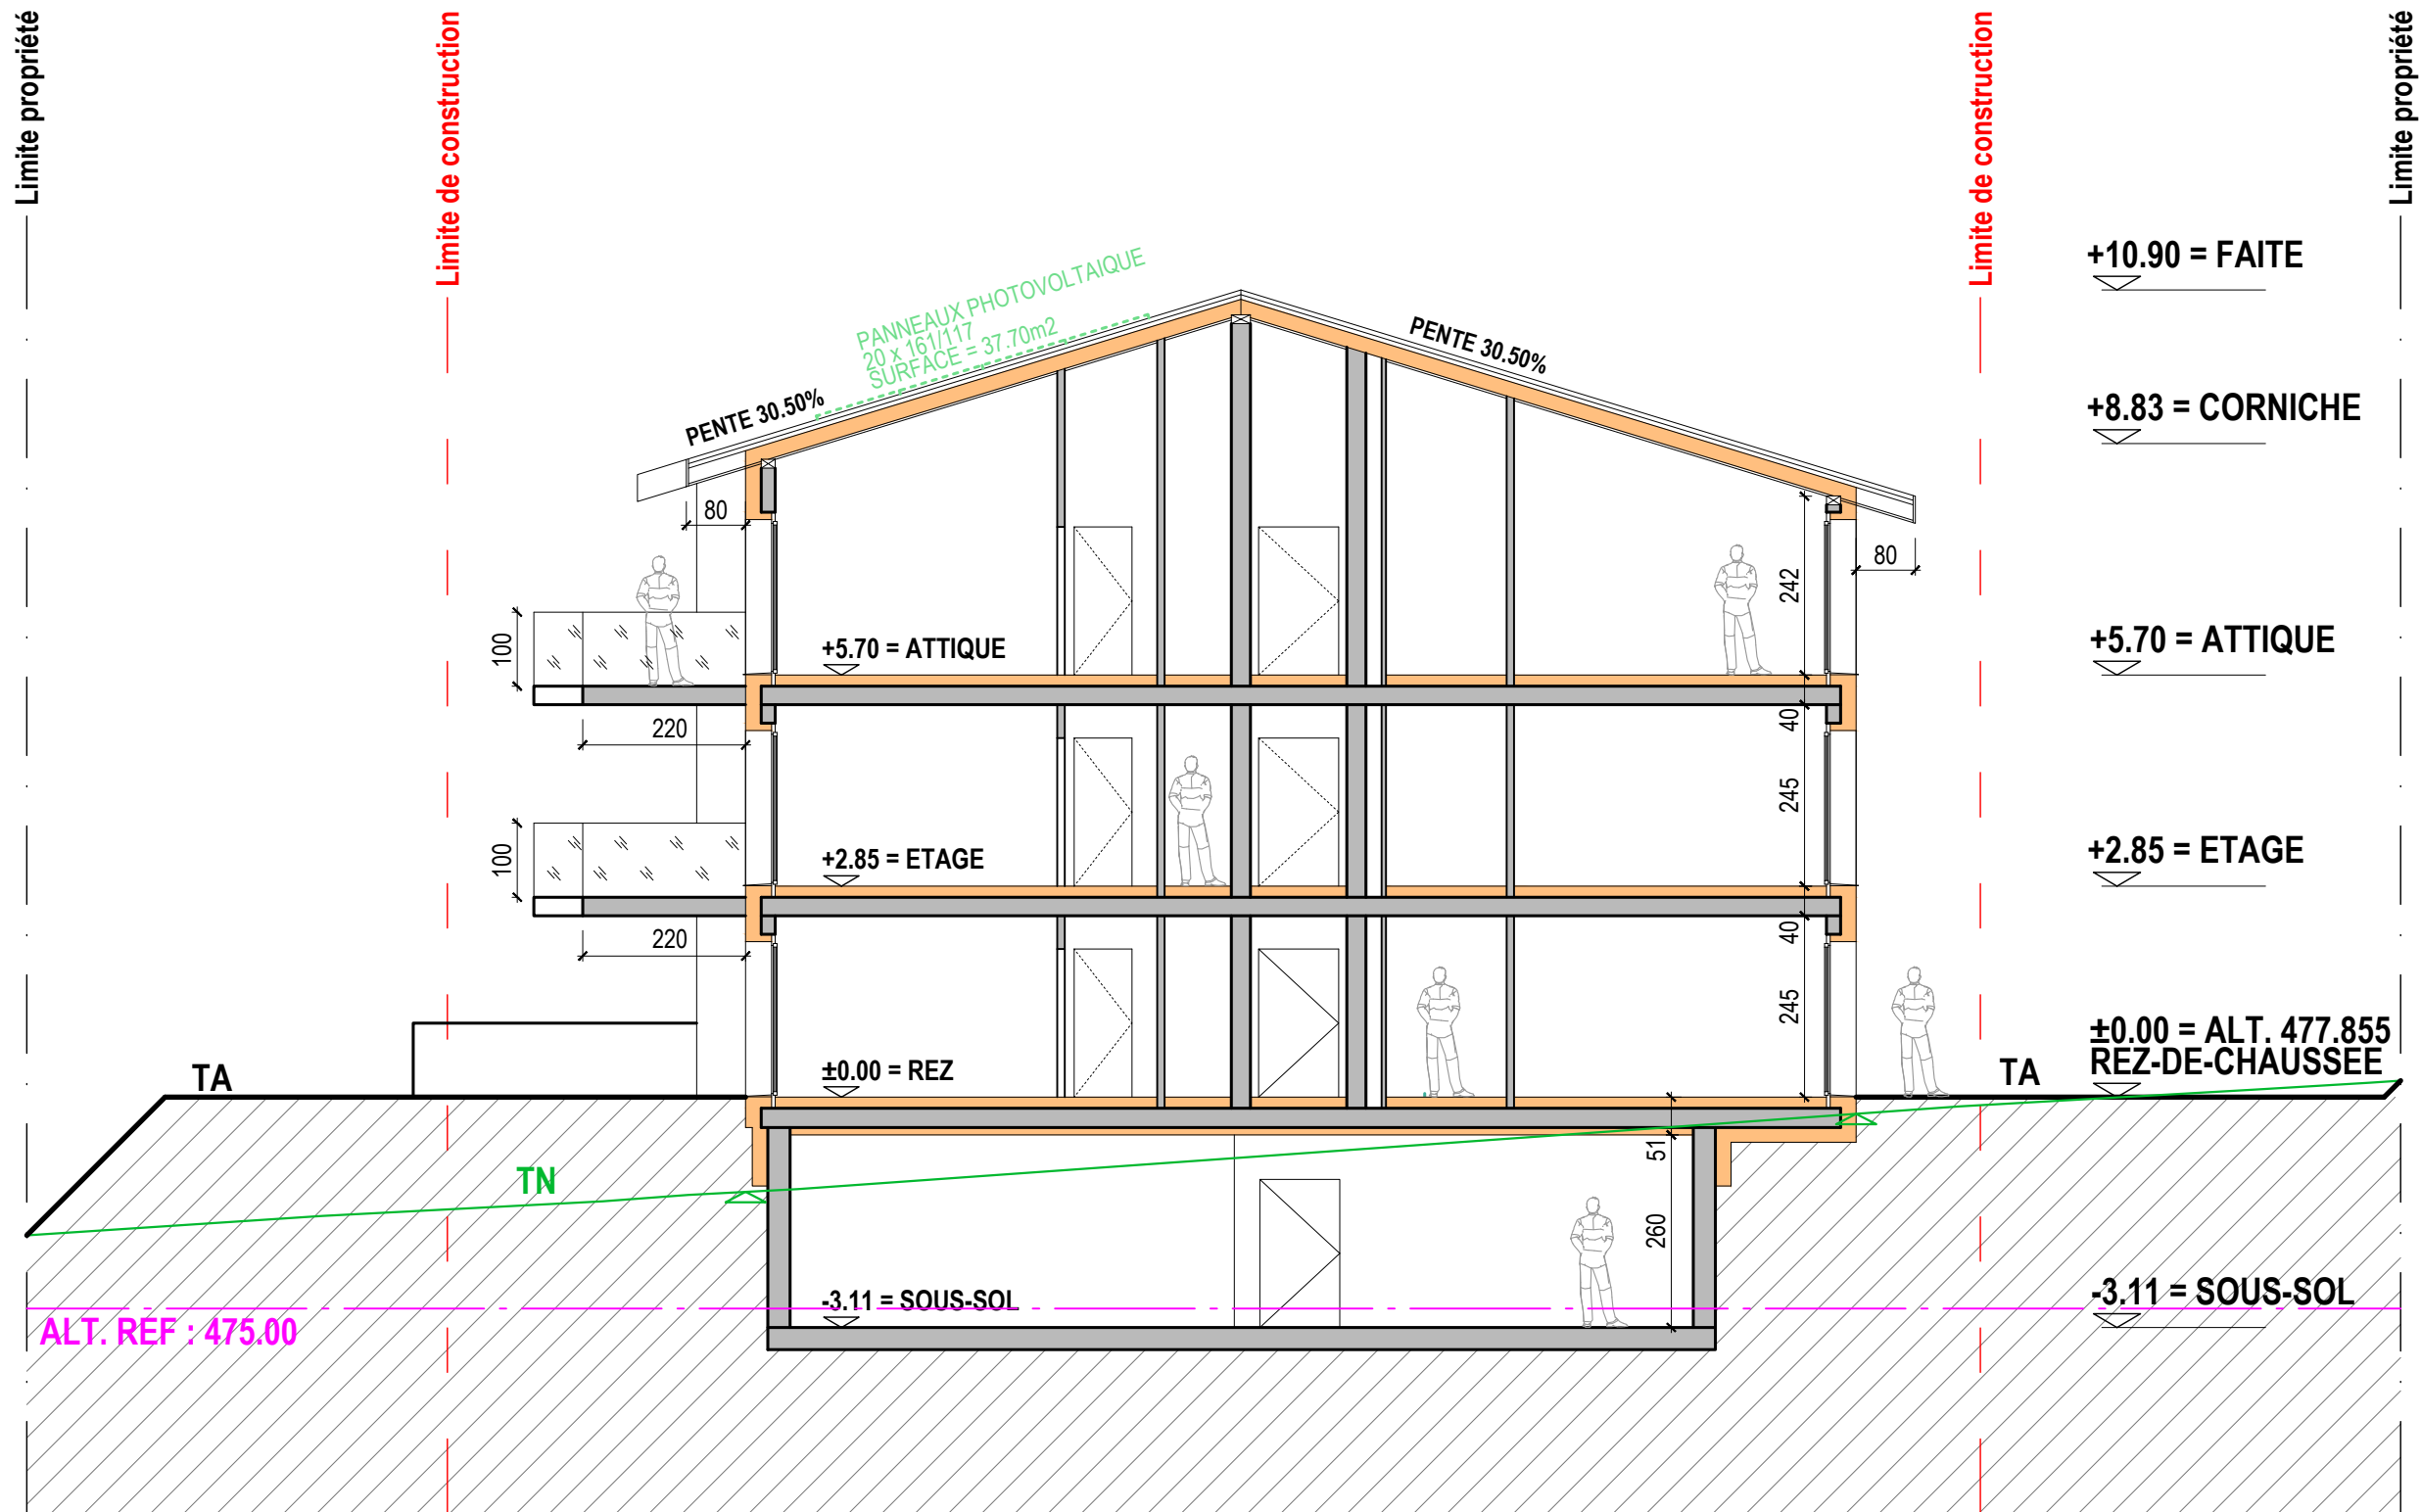 Limite propriété
Limite de construction
Limite de construction
Limite propriété
+10.90 = FAITE
PANNEAUX PHOTOVOLTAIQUE
20 x 161/117
SURFACE = 37.70m2
PENTE 30.50%
PENTE 30.50%
+8.83 = CORNICHE
80
80
242
100
+5.70 = ATTIQUE
+5.70 = ATTIQUE
220
40
245
100
+2.85 = ETAGE
+2.85 = ETAGE
220
40
245
±0.00 = ALT. 477.855
REZ-DE-CHAUSSEE
TA
±0.00 = REZ
TA
51
TN
260
-3.11 = SOUS-SOL
-3.11 = SOUS-SOL
ALT. REF : 475.00